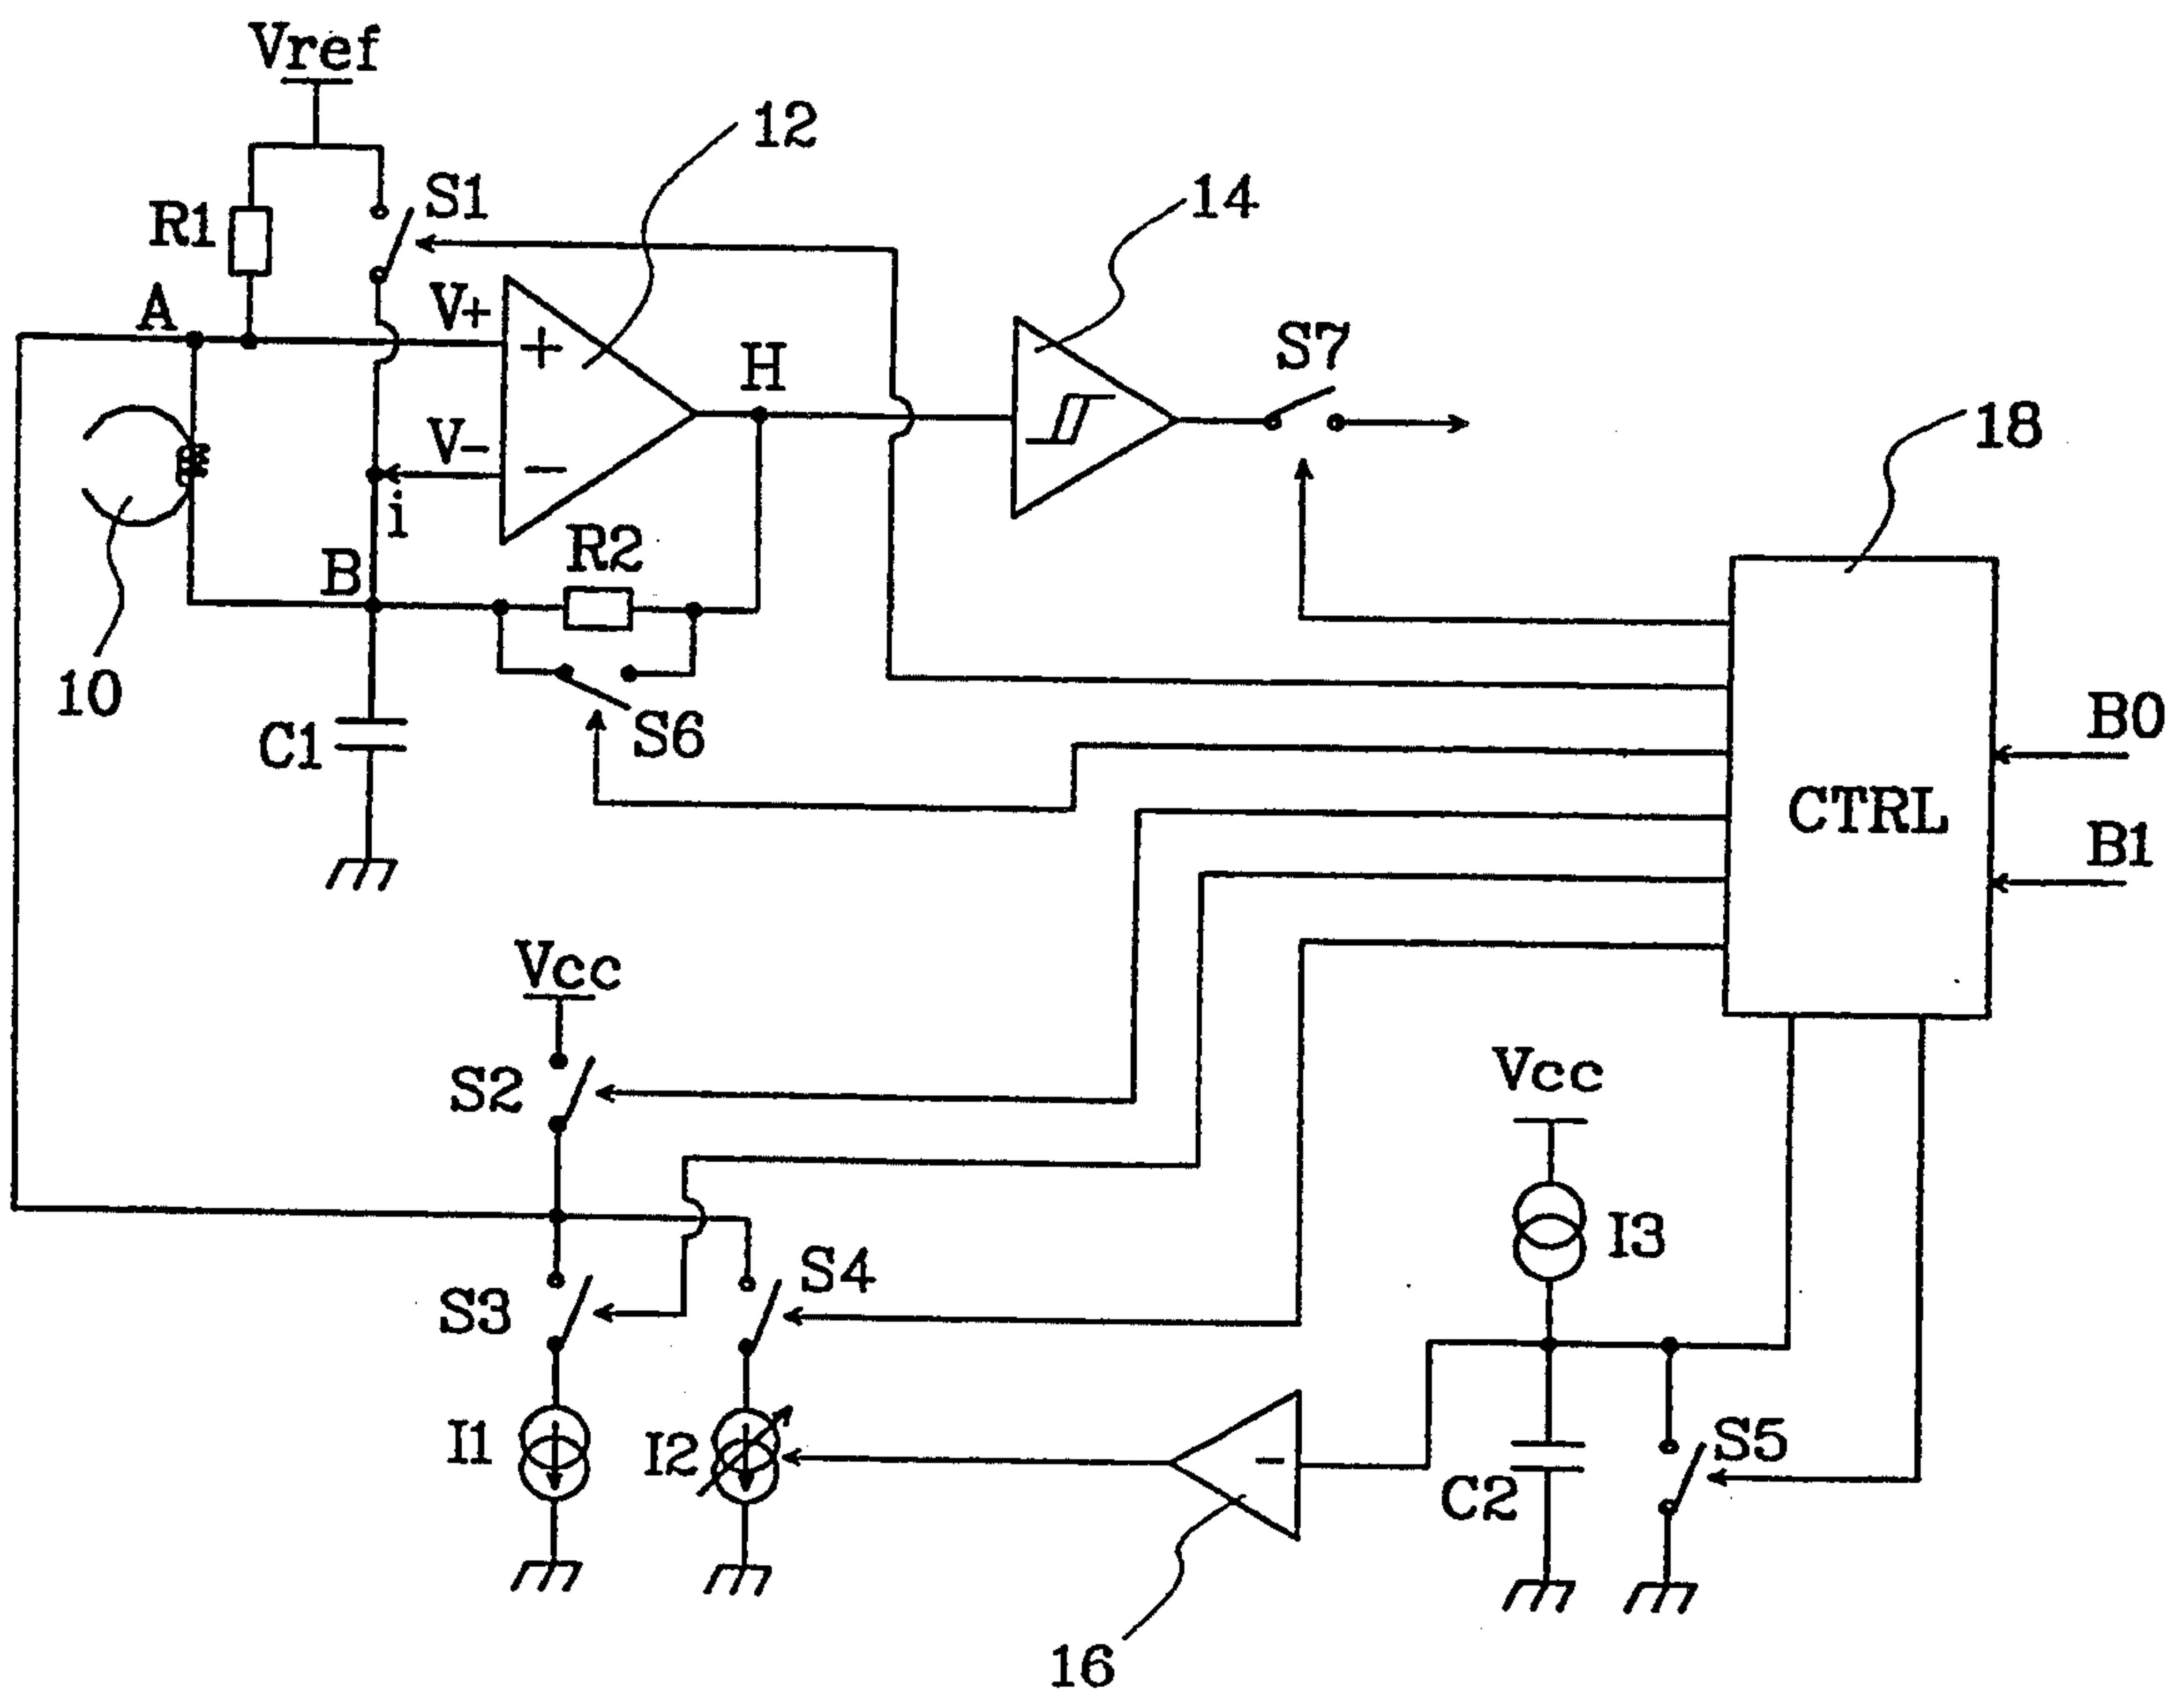 Vref
12
S1
14
R1
A
V+
+
H
S7
18
V-
-
i
R2
B
10
S6
C1
B0
CTRL
B1
Vcc
S2
Vcc
I3
S4
S3
I1
I2
-
S5
C2
16